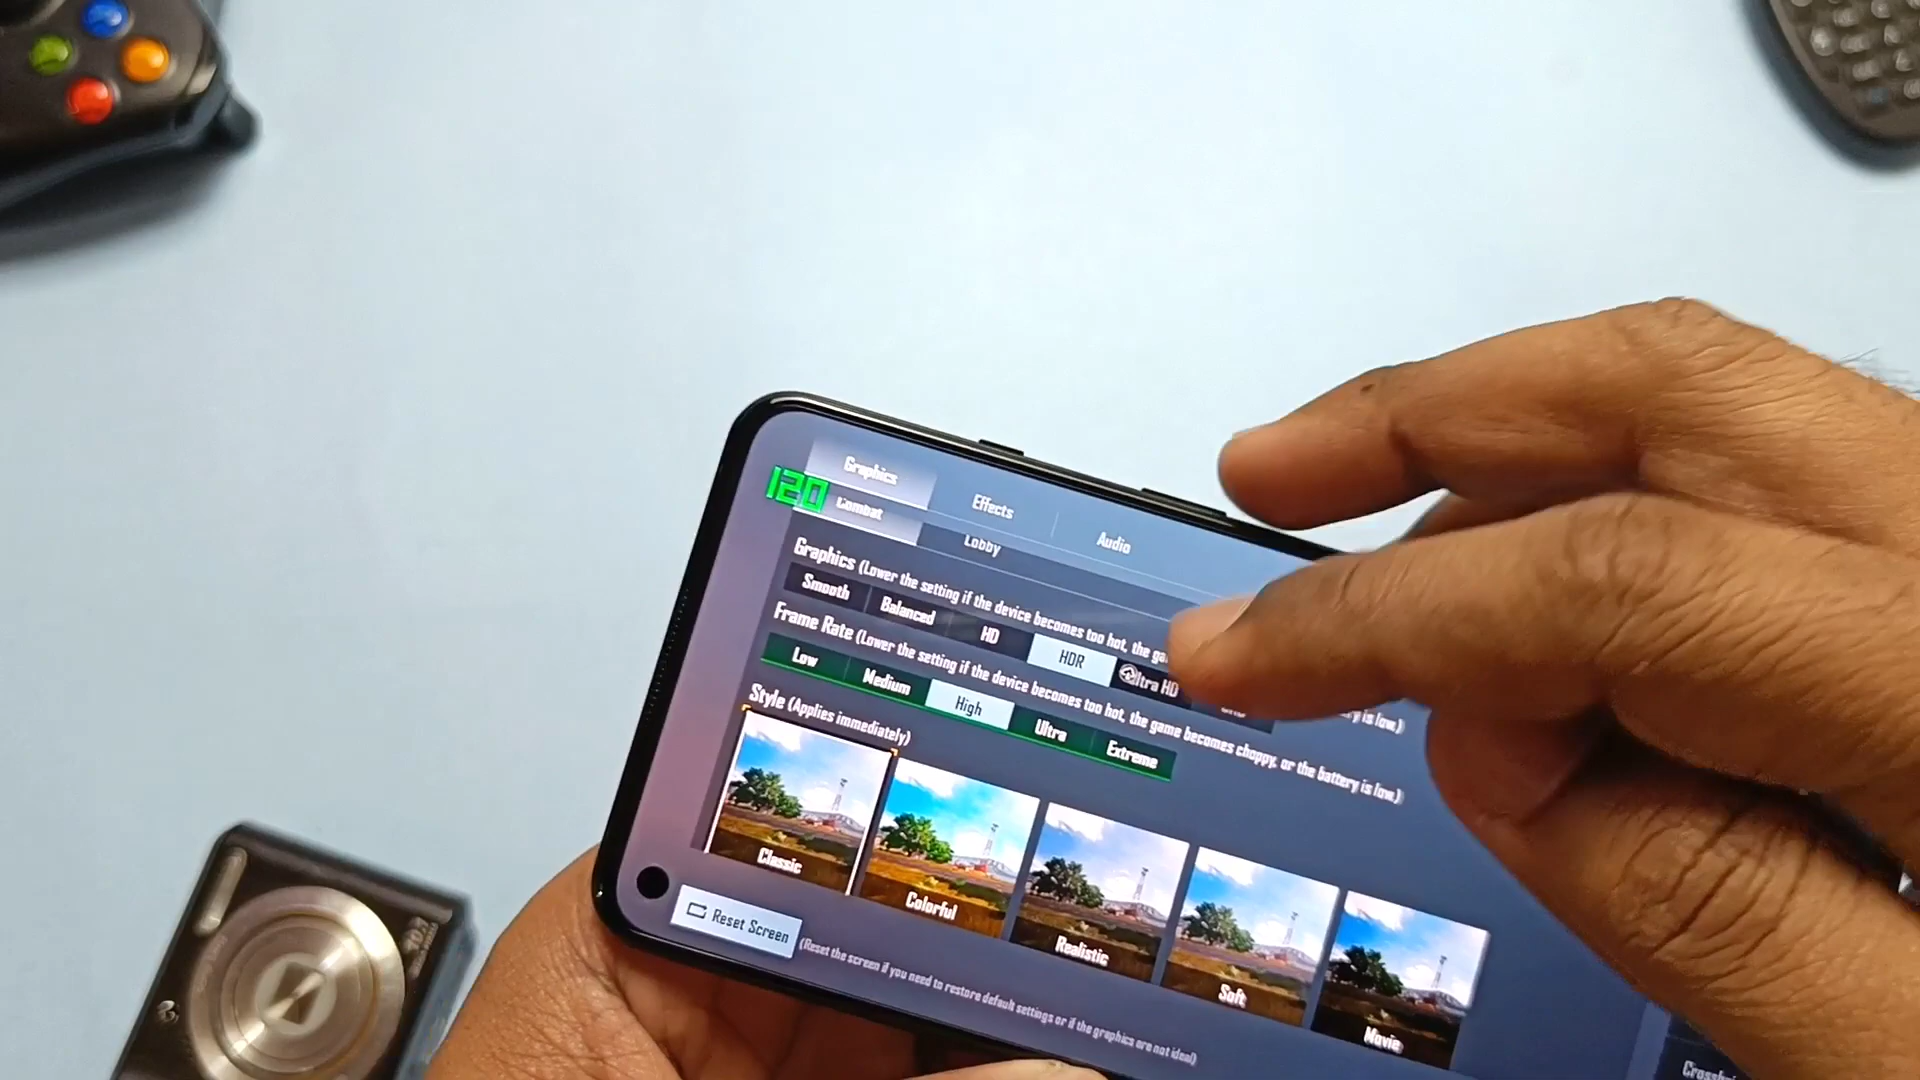 120
Graphics
Effects
Audio
Combat
Lobby
Graphics (Lower the setting if the device becomes too hot, the
y is low.)
Smooth
Balanced
HD
HDR
Ultra HD
Frame Rate (Lower the setting if the device becomes too hot, the game becomes choppy, or the battery is low.)
Low
Medium
High
Ultra
Extreme
Style (Applies immediately)
Classic
Colorful
Realistic
Soft
Movie
Reset Screen
(Reset the screen if you need to restore default settings or if the graphics are not ideal)